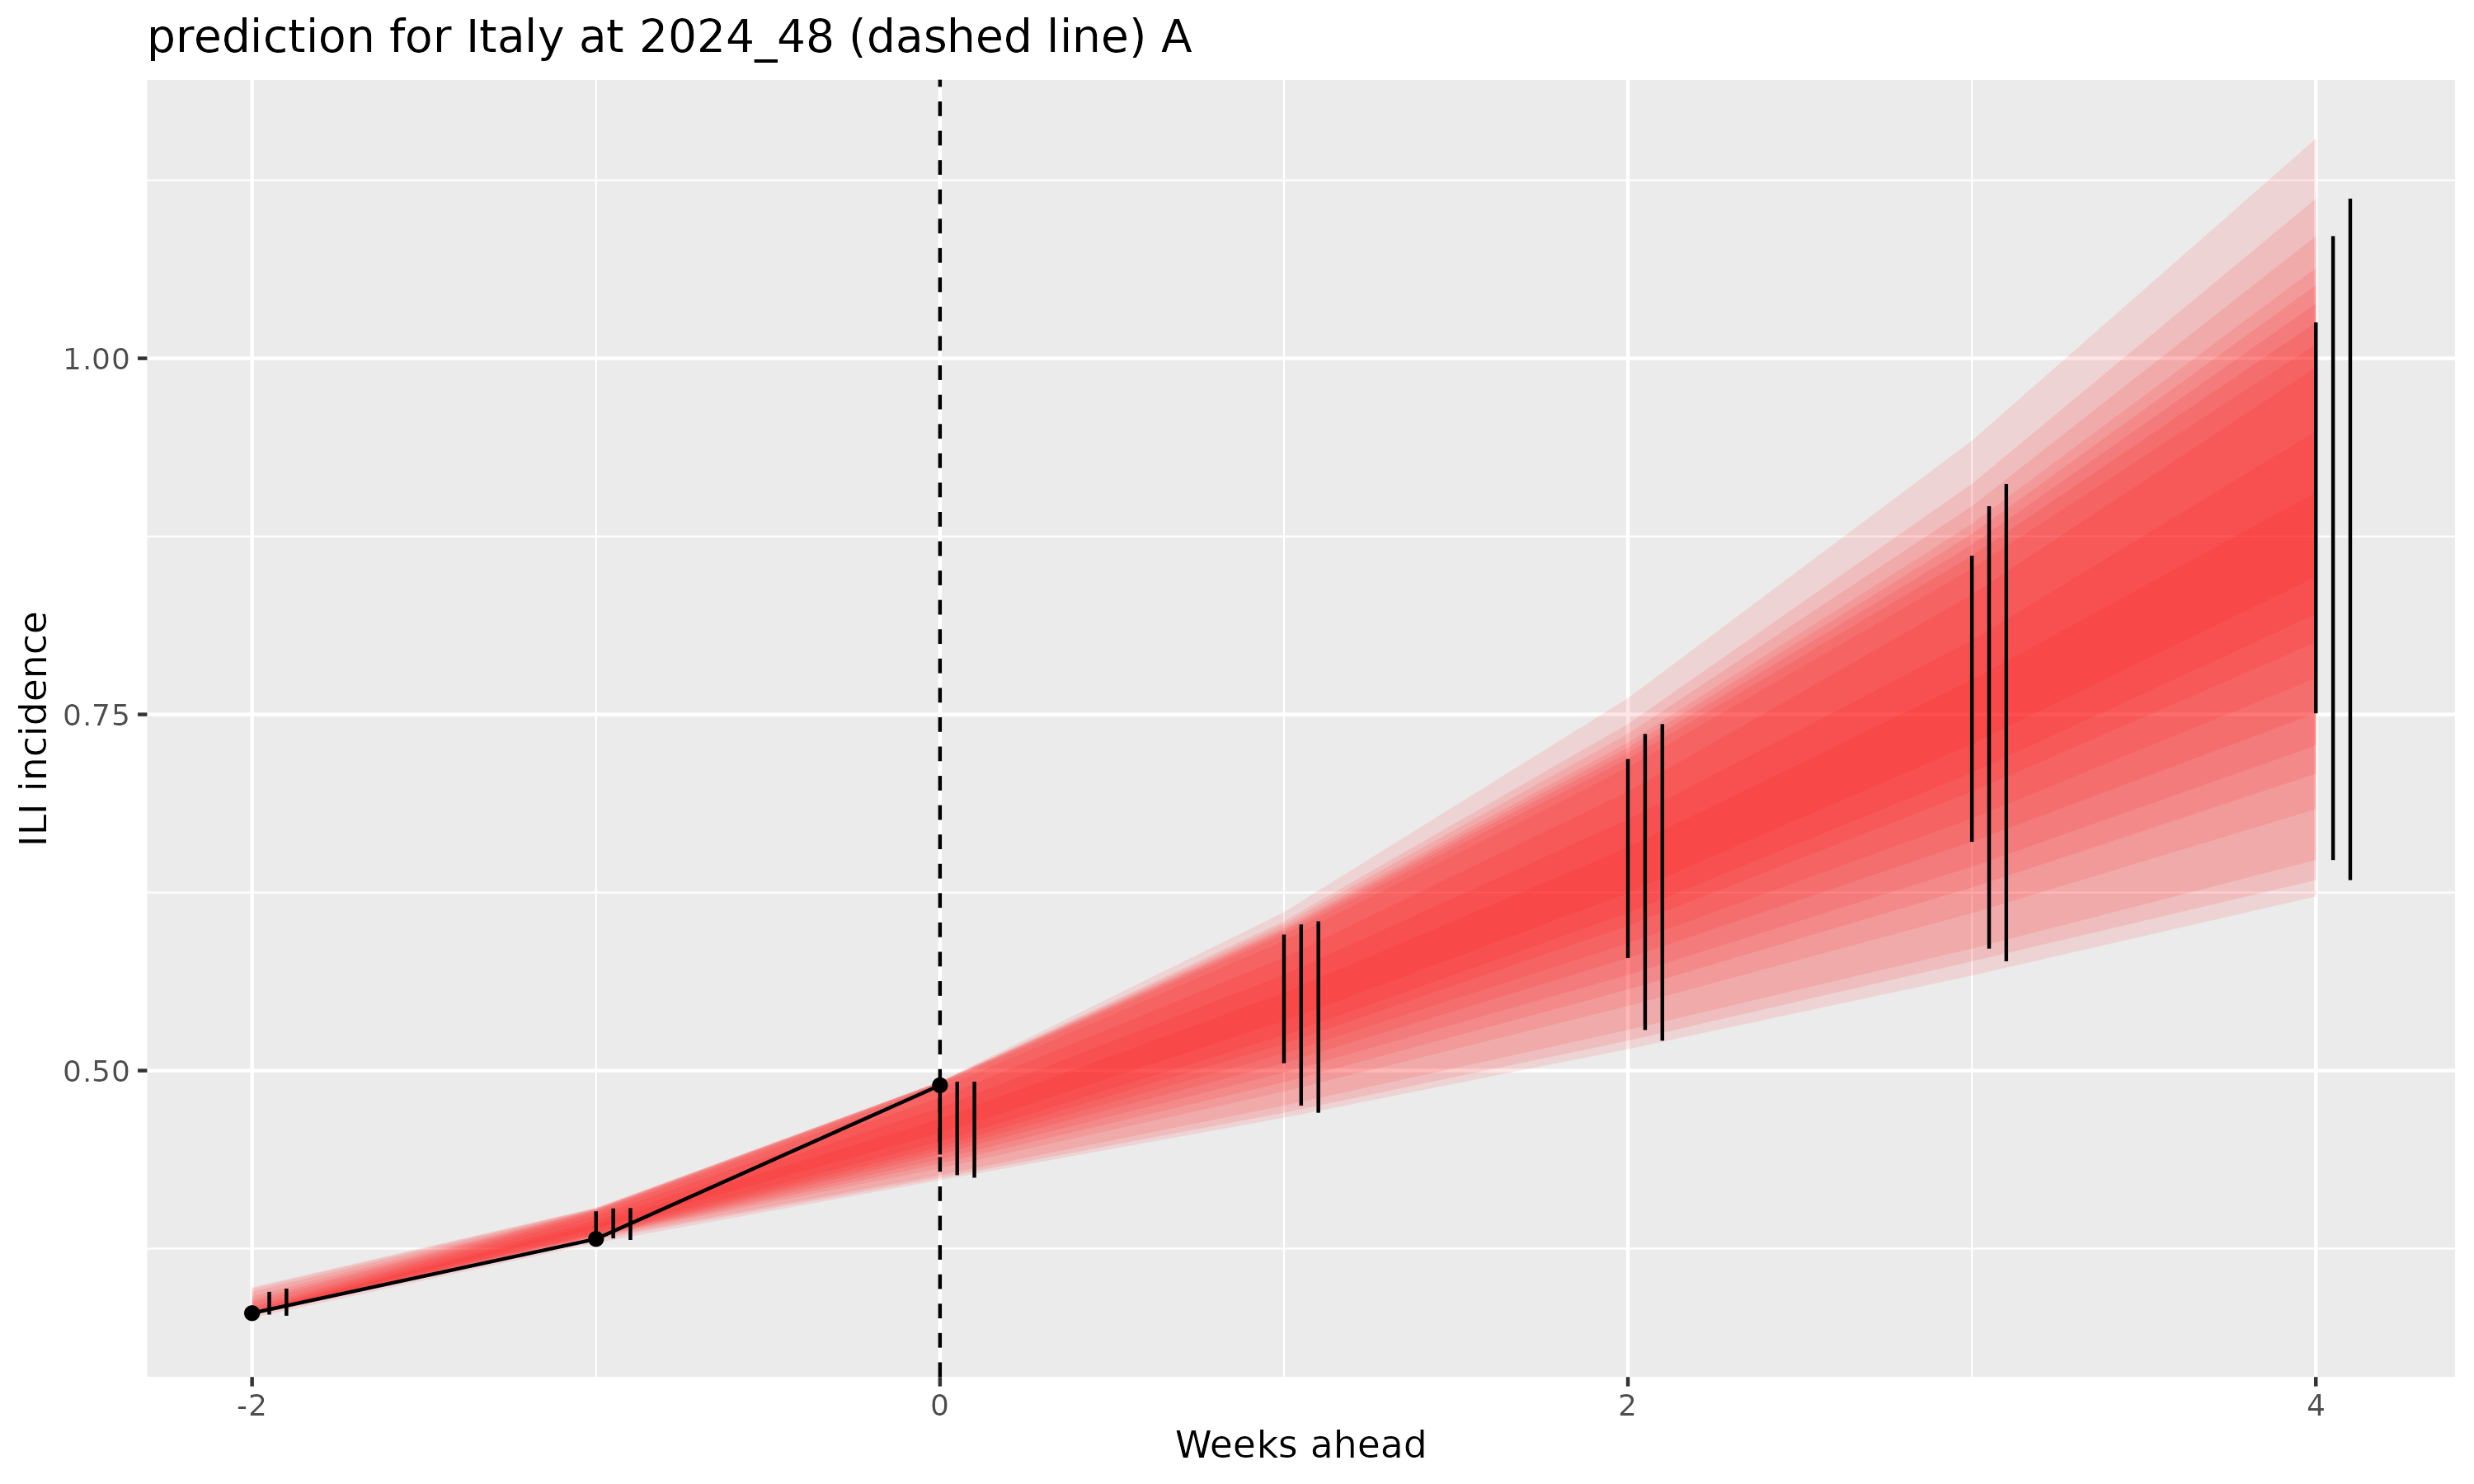 prediction for Italy at 2024_48 (dashed line) A
ILI incidence
1.00
0.75
0.50
-2
0
2
4
Weeks ahead